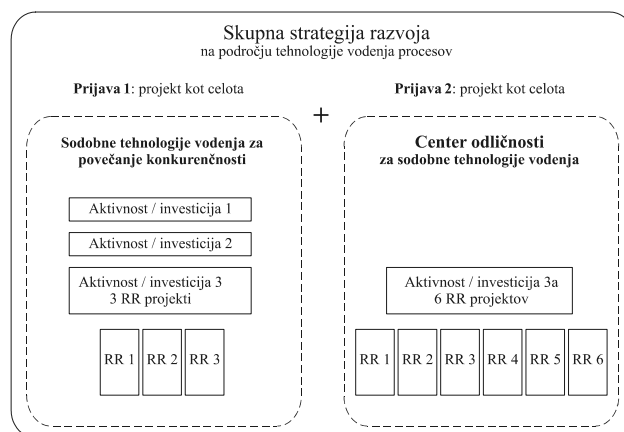 Skupna strategija razvoja
na področju tehnologije vodenja procesov
Prijava 1: projekt kot celota
Sodobne tehnologije vodenja za
povečanje konkurenčnosti
Aktivnost / investicija 1
Aktivnost / investicija 2
Aktivnost / investicija 3
3 RR projekti
RR 1 RR 2 RR 3
+
Prijava 2: projekt kot celota
Center odličnosti
za sodobne tehnologije vodenja
Aktivnost / investicija 3a
6 RR projektov
RR 1 RR 2 RR 3 RR 4 RR 5 RR 6